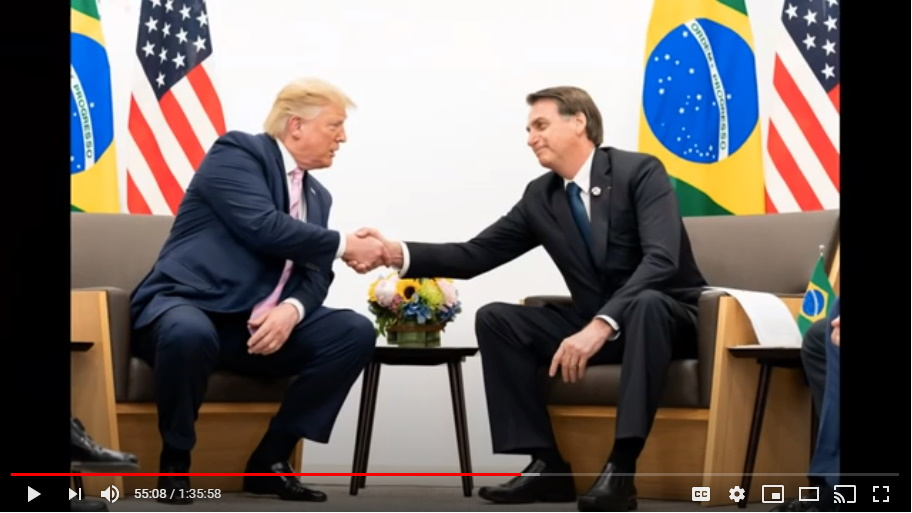 PROGRESSO
ORDEM E PROGRESSO
55:08 / 1:35:58
CC